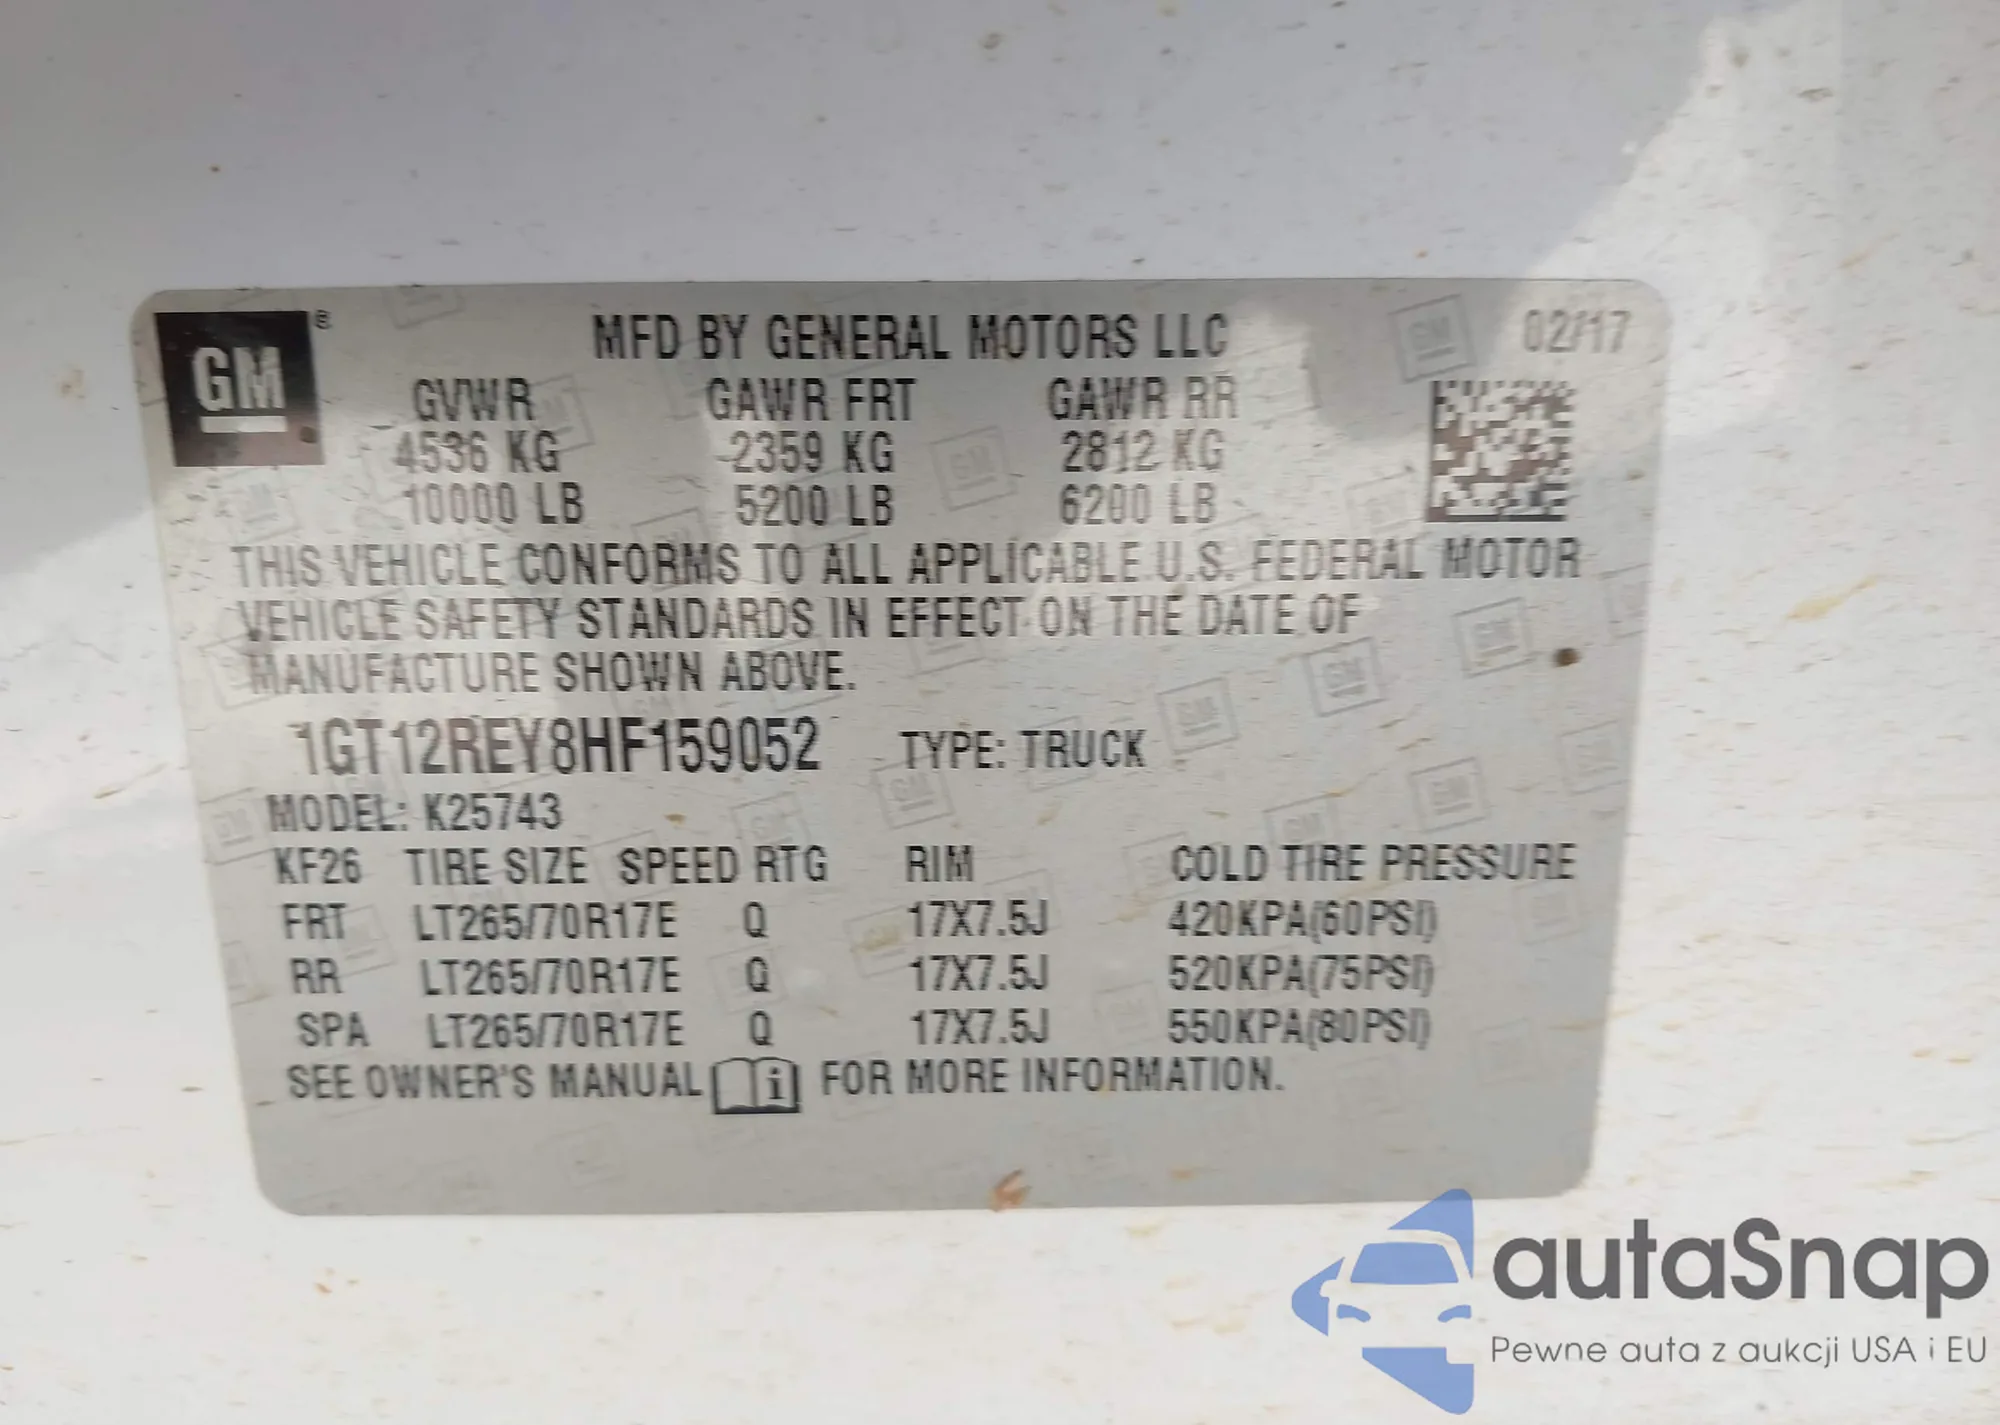 GM ®
MFD BY GENERAL MOTORS LLC 02/17
GVWR GAWR FRT GAWR RR
4536 KG 2359 KG 2812 KG
10000 LB 5200 LB 6200 LB
THIS VEHICLE CONFORMS TO ALL APPLICABLE U.S. FEDERAL MOTOR
VEHICLE SAFETY STANDARDS IN EFFECT ON THE DATE OF
MANUFACTURE SHOWN ABOVE.
1GT12REY8HF159052 TYPE: TRUCK
MODEL: K25743
KF26 TIRE SIZE SPEED RTG RIM COLD TIRE PRESSURE
FRT LT265/70R17E Q 17X7.5J 420KPA(60PSI)
RR LT265/70R17E Q 17X7.5J 520KPA(75PSI)
SPA LT265/70R17E Q 17X7.5J 550KPA(80PSI)
SEE OWNER'S MANUAL i FOR MORE INFORMATION.
autaSnap
Pewne auta z aukcji USA i EU